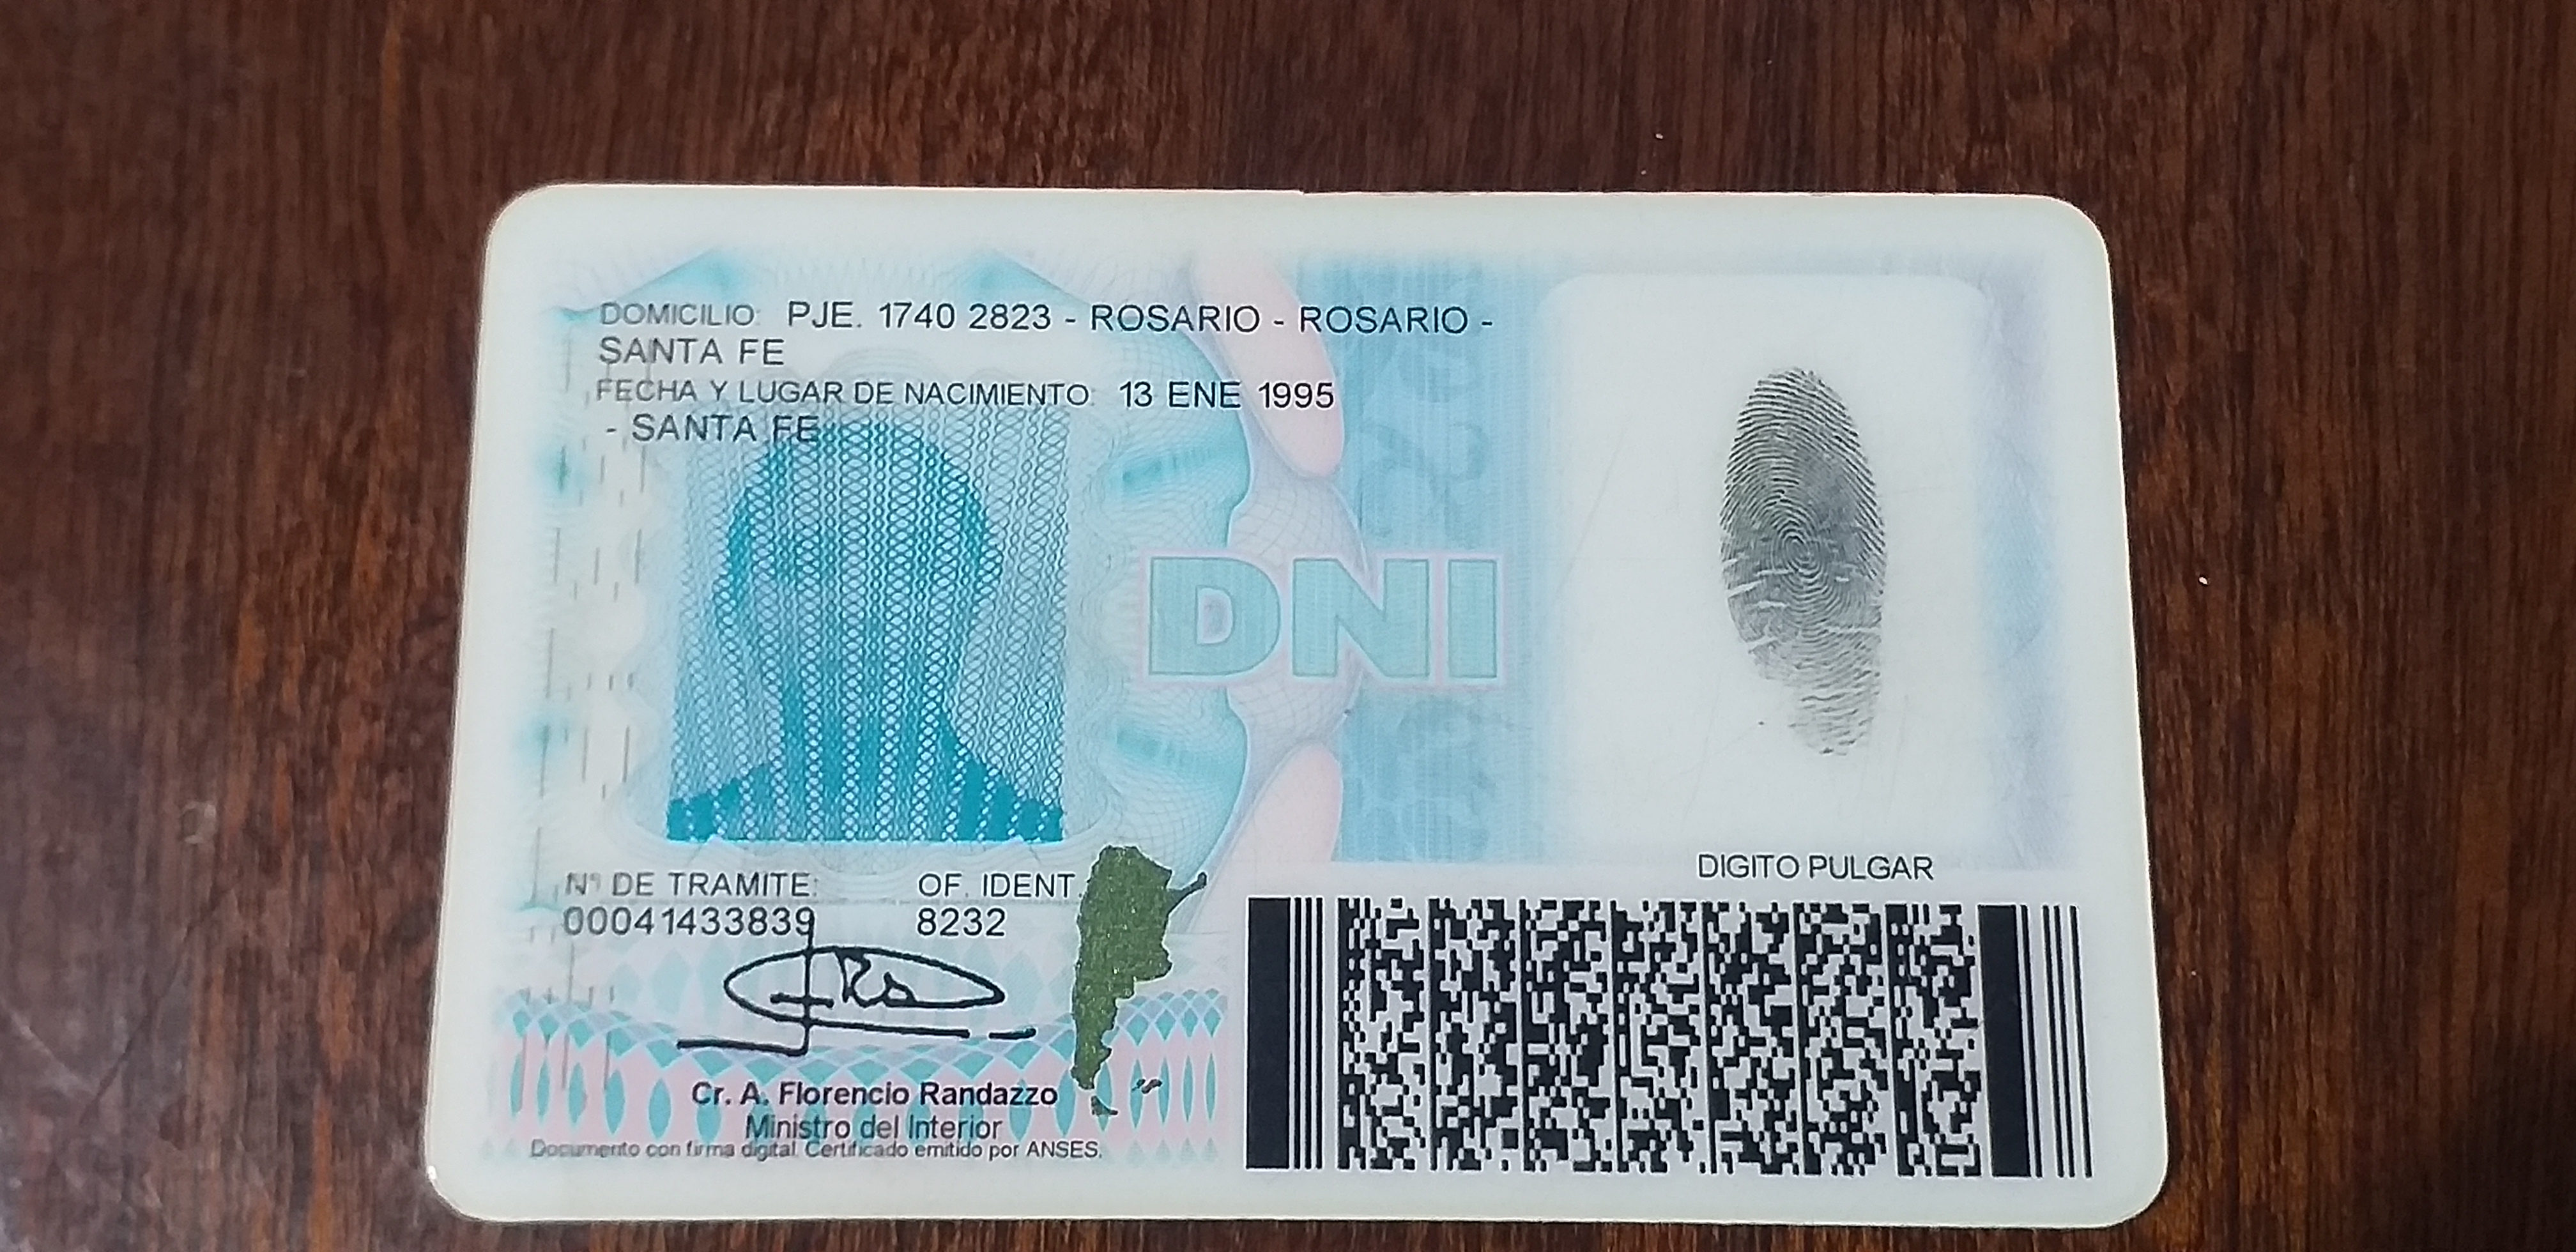 DOMICILIO: PJE. 1740 2823 - ROSARIO - ROSARIO -
SANTA FE
FECHA Y LUGAR DE NACIMIENTO: 13 ENE 1995
- SANTA FE
DNI
Nº DE TRAMITE: OF. IDENT
00041433839 8232
DIGITO PULGAR
Cr. A. Florencio Randazzo
Ministro del Interior
Documento con firma digital. Certificado emitido por ANSES.